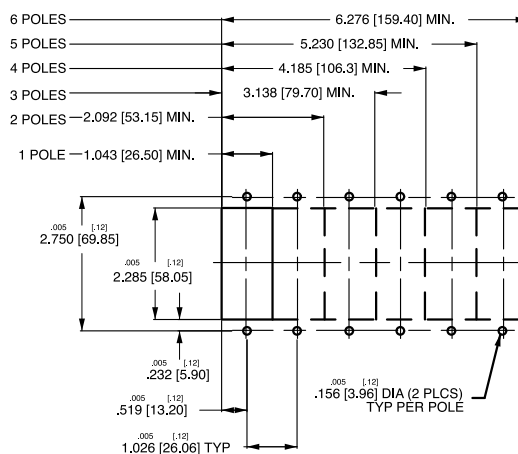 6 POLES 6.276 [159.40] MIN.
5 POLES 5.230 [132.85] MIN.
4 POLES 4.185 [106.3] MIN.
3 POLES 3.138 [79.70] MIN.
2 POLES 2.092 [53.15] MIN.
1 POLE 1.043 [26.50] MIN.
.005 [.12]
2.750 [69.85]
.005 [.12]
2.285 [58.05]
.005 [.12]
.232 [5.90]
.005 [.12]
.519 [13.20]
.005 [.12]
1.026 [26.06] TYP
.005 [.12]
.156 [3.96] DIA (2 PLCS)
TYP PER POLE